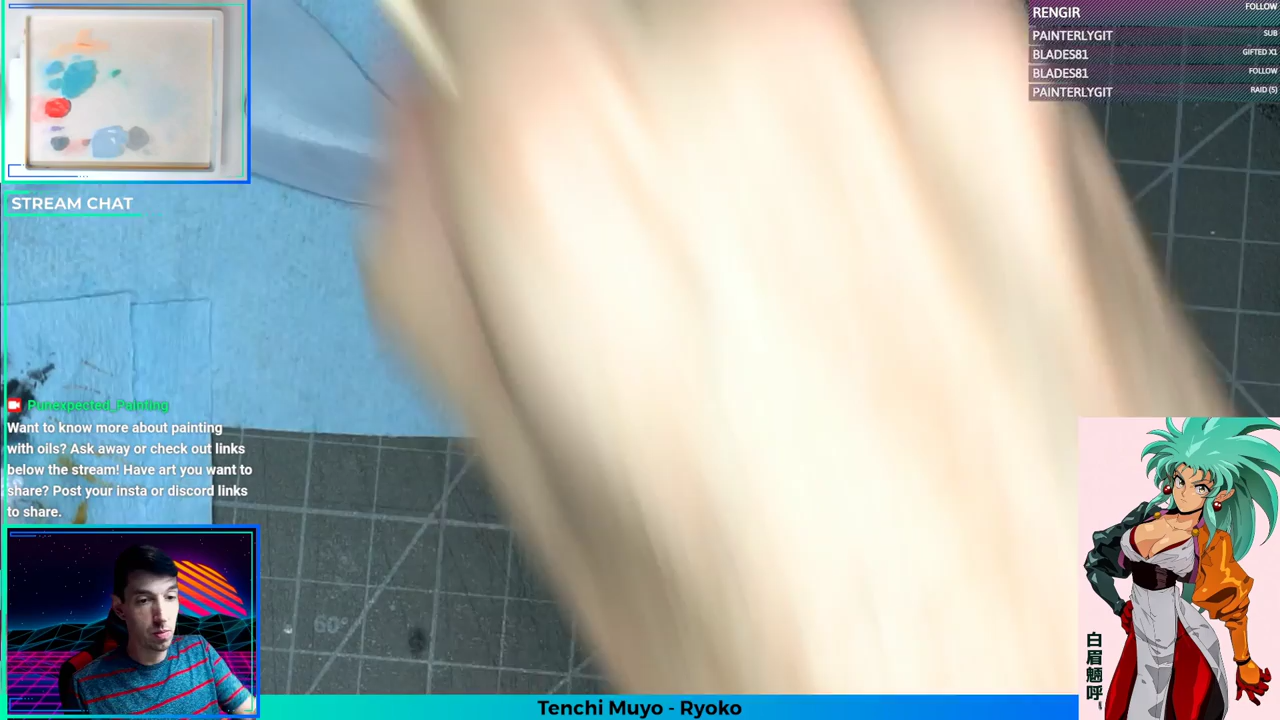 RENGIR FOLLOW
PAINTERLYGIT SUB
BLADES81 GIFTED X1
BLADES81 FOLLOW
PAINTERLYGIT RAID (5)
STREAM CHAT
Punexpected_Painting
Want to know more about painting
with oils? Ask away or check out links
below the stream! Have art you want to
share? Post your insta or discord links
to share.
60°
白
眉
魎
呼
Tenchi Muyo - Ryoko